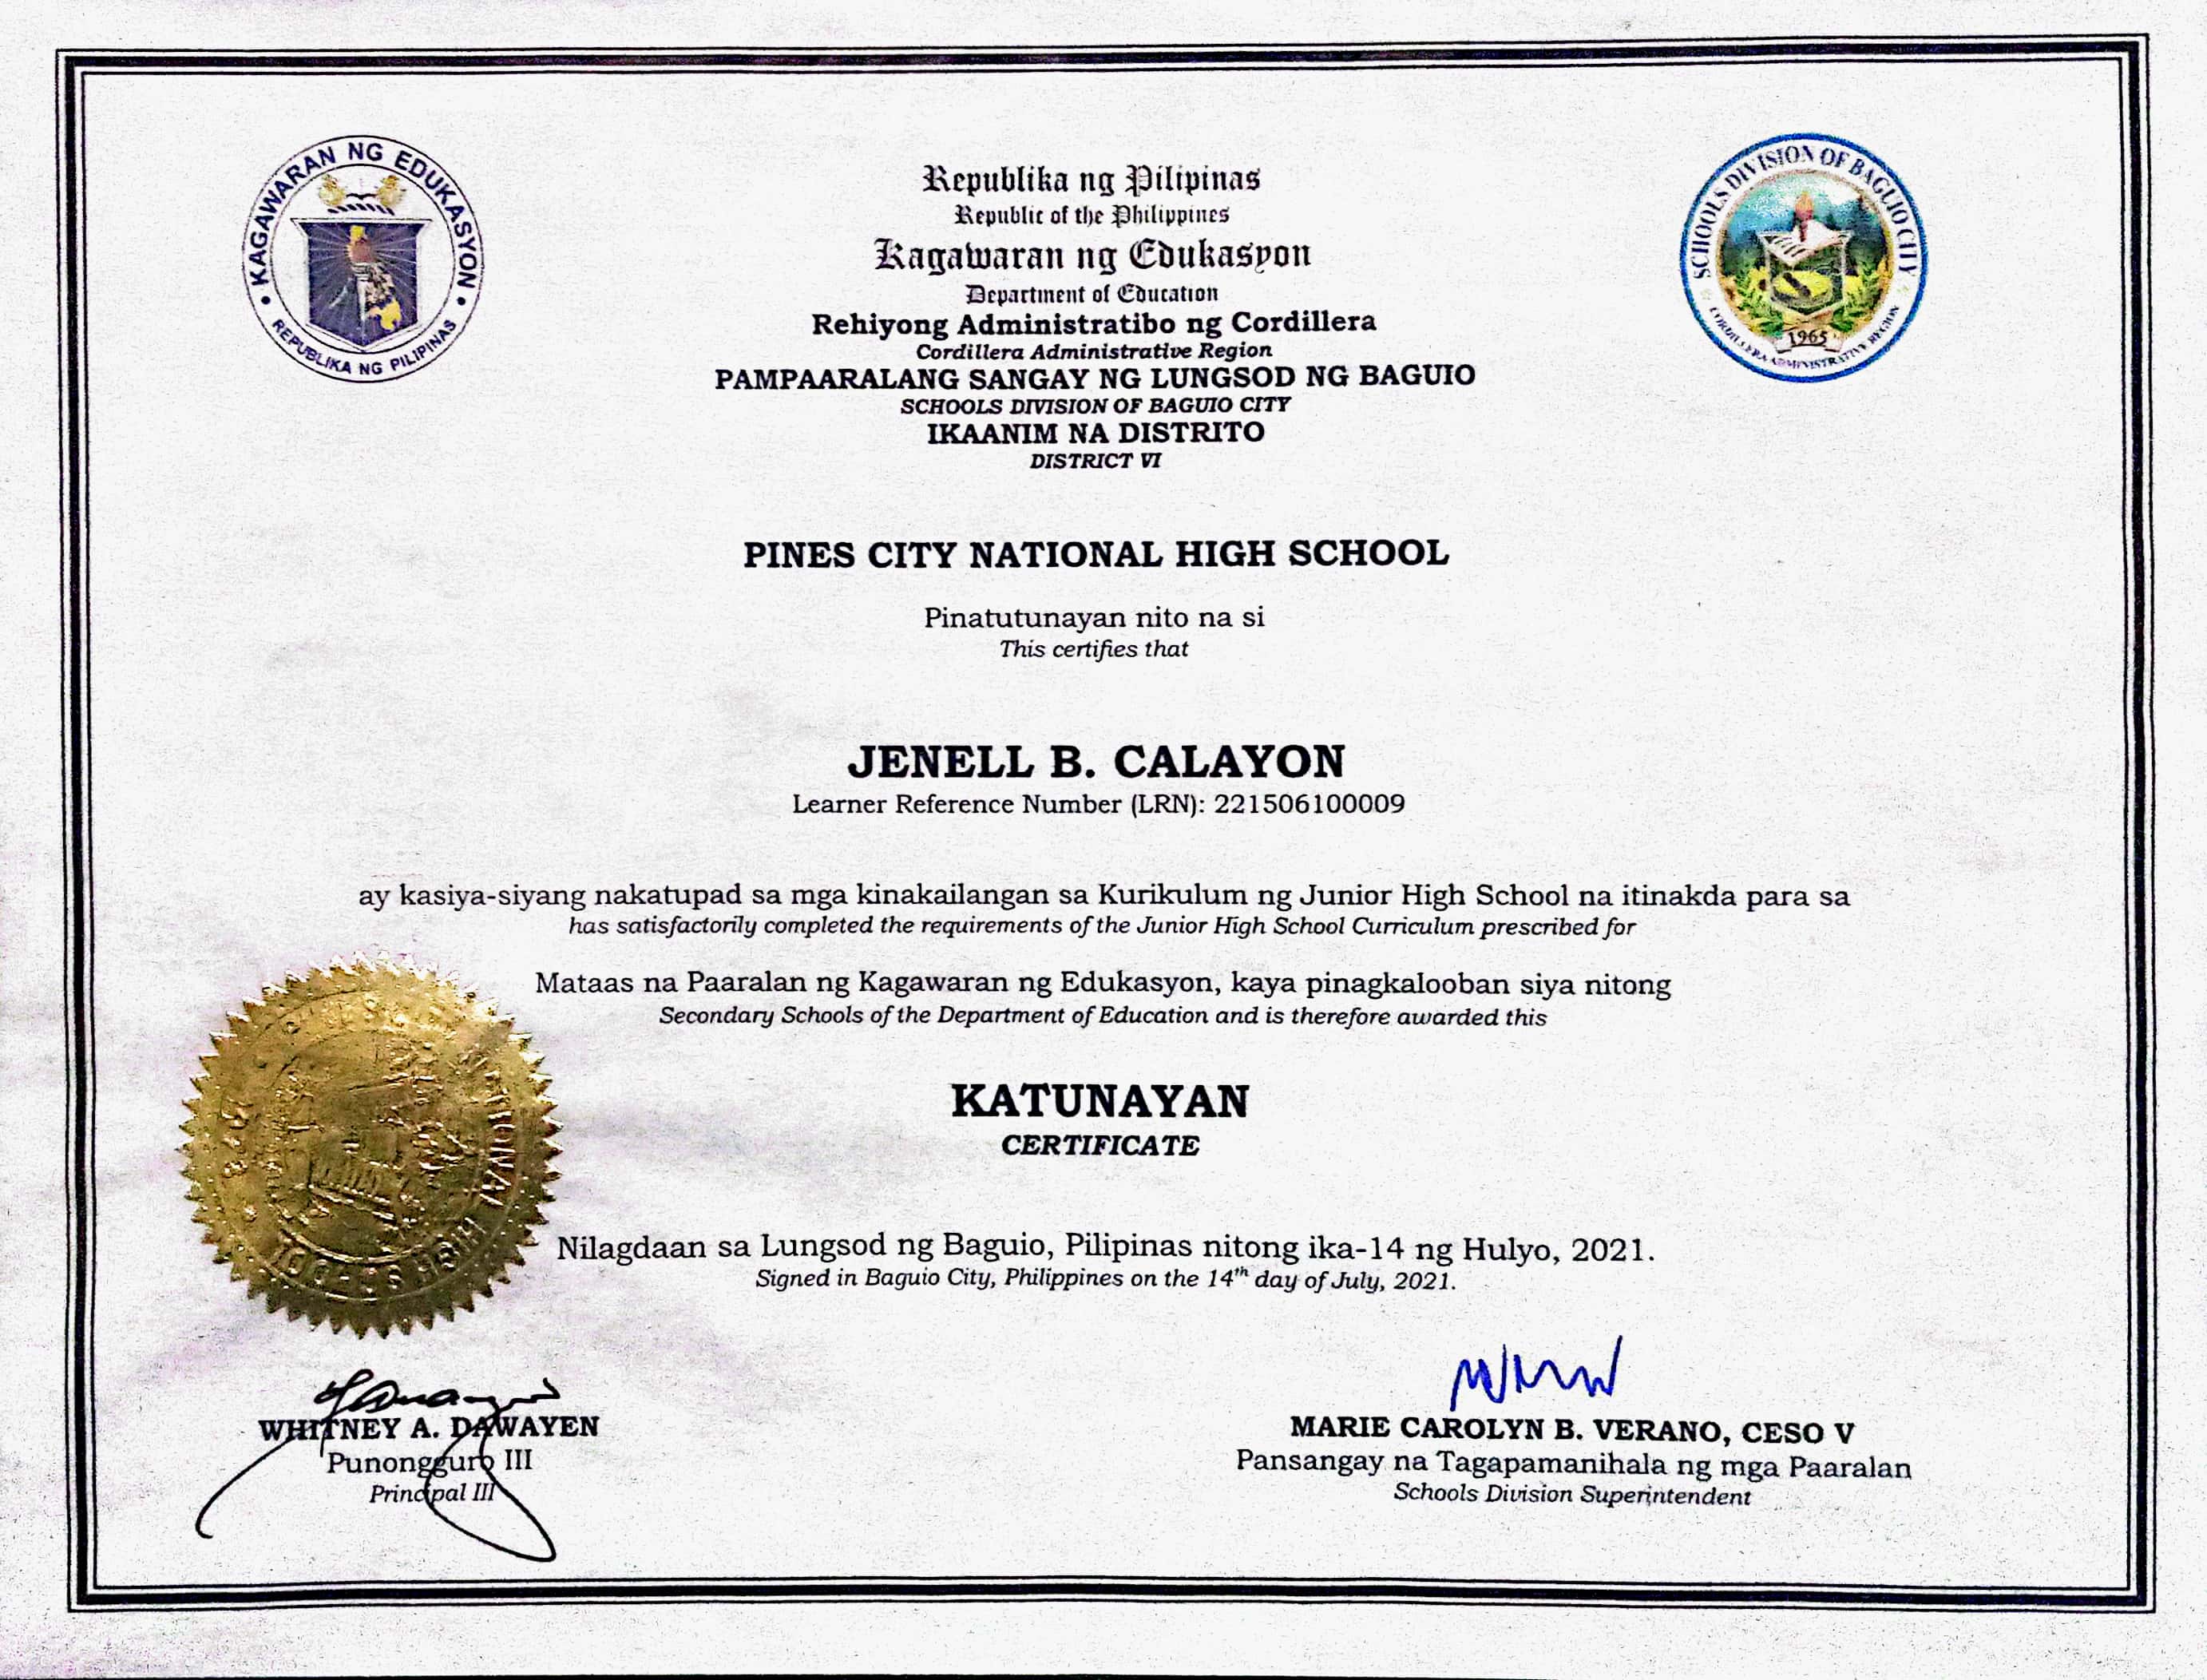 KAGAWARAN NG EDUKASYON
REPUBLIKA NG PILIPINAS
SCHOOLS DIVISION OF BAGUIO CITY
CORDILLERA ADMINISTRATIVE REGION
1965
Republika ng Pilipinas
Republic of the Philippines
Kagawaran ng Edukasyon
Department of Education
Rehiyong Administratibo ng Cordillera
Cordillera Administrative Region
PAMPAARALANG SANGAY NG LUNGSOD NG BAGUIO
SCHOOLS DIVISION OF BAGUIO CITY
IKAANIM NA DISTRITO
DISTRICT VI
PINES CITY NATIONAL HIGH SCHOOL
Pinatutunayan nito na si
This certifies that
JENELL B. CALAYON
Learner Reference Number (LRN): 221506100009
ay kasiya-siyang nakatupad sa mga kinakailangan sa Kurikulum ng Junior High School na itinakda para sa
has satisfactorily completed the requirements of the Junior High School Curriculum prescribed for
Mataas na Paaralan ng Kagawaran ng Edukasyon, kaya pinagkalooban siya nitong
Secondary Schools of the Department of Education and is therefore awarded this
KATUNAYAN
CERTIFICATE
Nilagdaan sa Lungsod ng Baguio, Pilipinas nitong ika-14 ng Hulyo, 2021.
Signed in Baguio City, Philippines on the 14th day of July, 2021.
WHITNEY A. DAWAYEN
Punongguro III
Principal III
MARIE CAROLYN B. VERANO, CESO V
Pansangay na Tagapamanihala ng mga Paaralan
Schools Division Superintendent